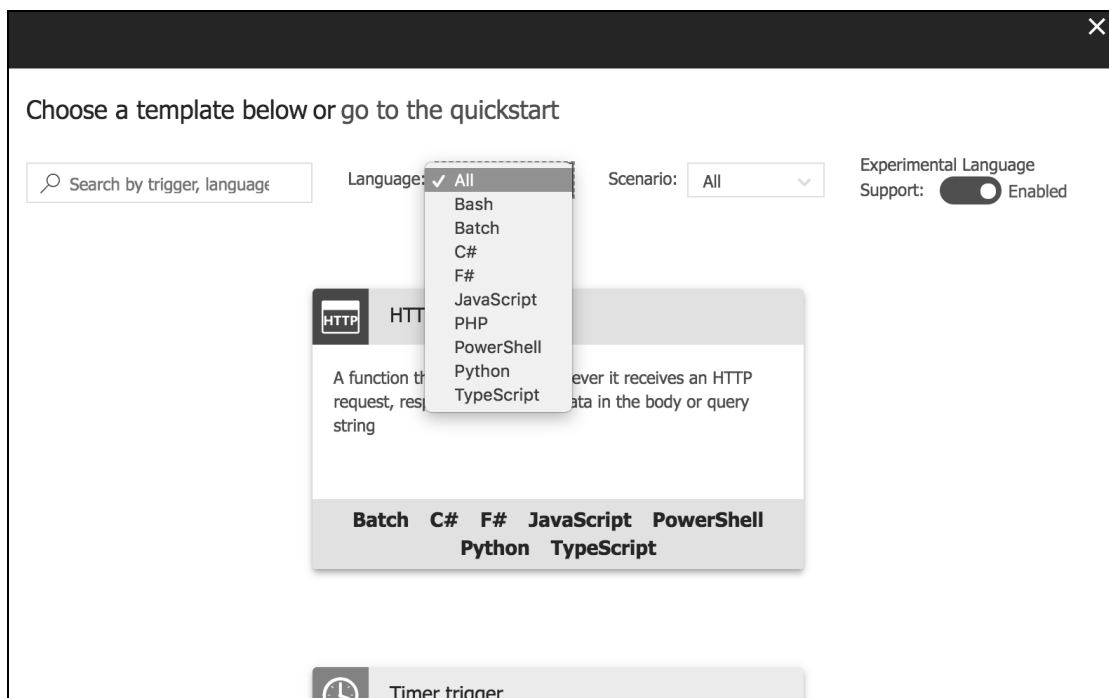 Choose a template below or go to the quickstart
Search by trigger, language
Language:
✓ All
Bash
Batch
C#
F#
JavaScript
PHP
PowerShell
Python
TypeScript
Scenario: All
Experimental Language
Support: Enabled
HTTP
HTT
A function th ever it receives an HTTP
request, resp ata in the body or query
string
Batch C# F# JavaScript PowerShell
Python TypeScript
Timer trigger